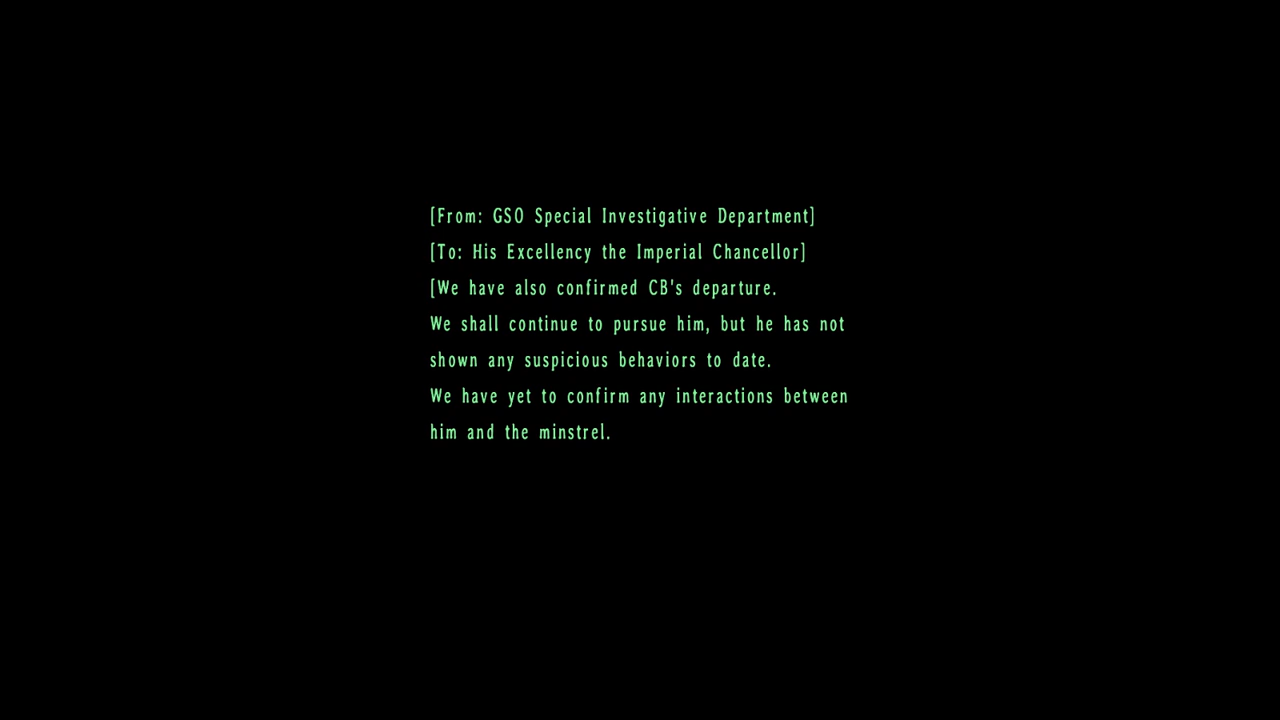 [From: GSO Special Investigative Department]
[To: His Excellency the Imperial Chancellor]
[We have also confirmed CB's departure.
We shall continue to pursue him, but he has not
shown any suspicious behaviors to date.
We have yet to confirm any interactions between
him and the minstrel.